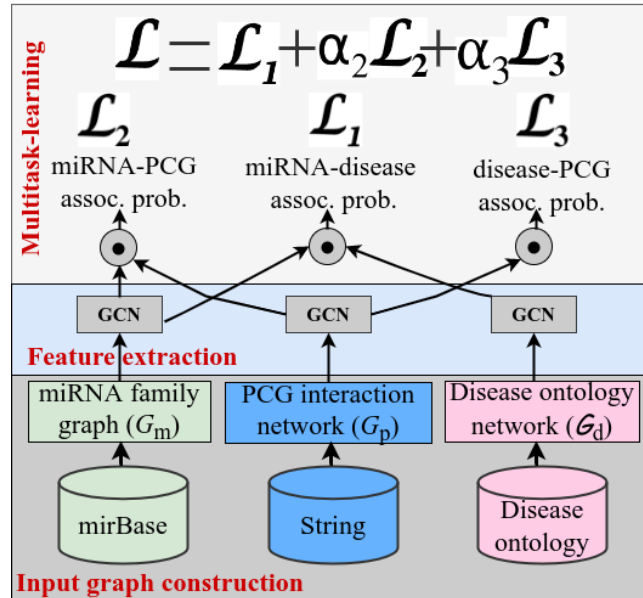 ℒ = ℒ₁+α₂ℒ₂+α₃ℒ₃
ℒ₂ ℒ₁ ℒ₃
miRNA-PCG miRNA-disease disease-PCG
assoc. prob. assoc. prob. assoc. prob.
Multitask-learning
GCN GCN GCN
Feature extraction
miRNA family PCG interaction Disease ontology
graph (Gm) network (Gp) network (Gd)
mirBase String Disease
ontology
Input graph construction